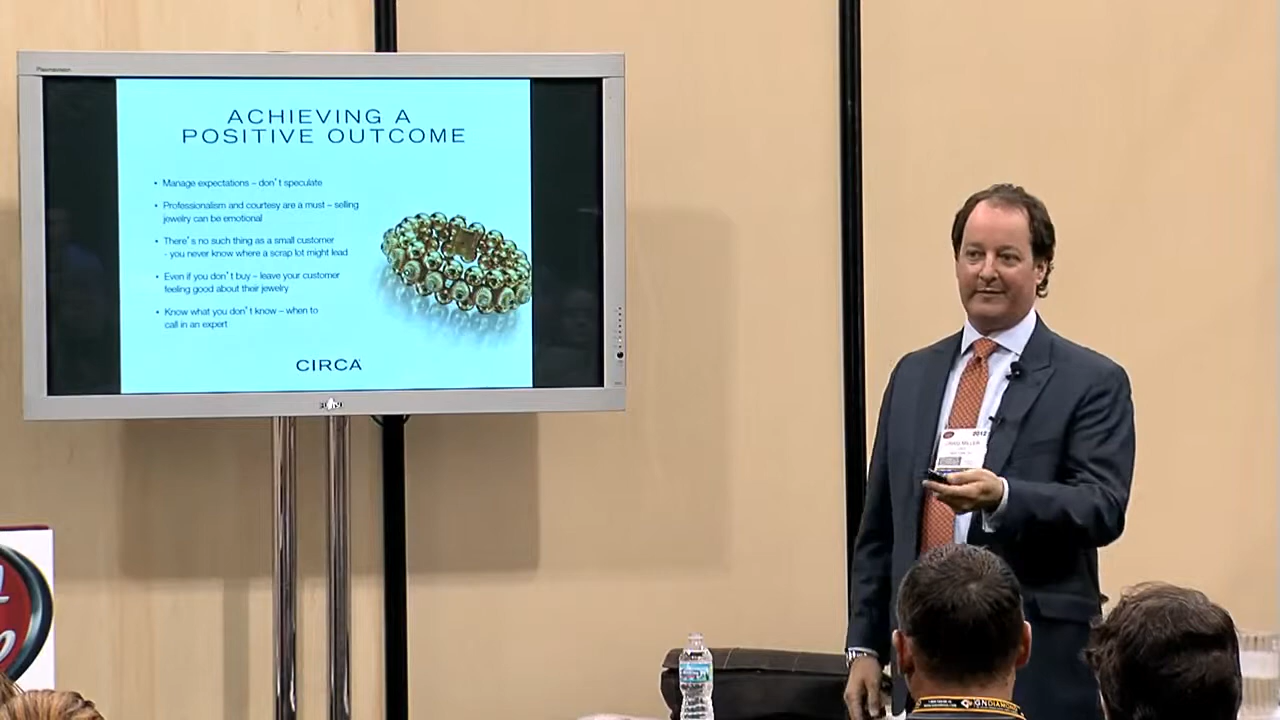 ACHIEVING A
POSITIVE OUTCOME
• Manage expectations – don't speculate
• Professionalism and courtesy are a must – selling
jewelry can be emotional
• There's no such thing as a small customer
- you never know where a scrap lot might lead
• Even if you don't buy – leave your customer
feeling good about their jewelry
• Know what you don't know – when to
call in an expert
CIRCA
2012
MILLER
GNDIAMOND